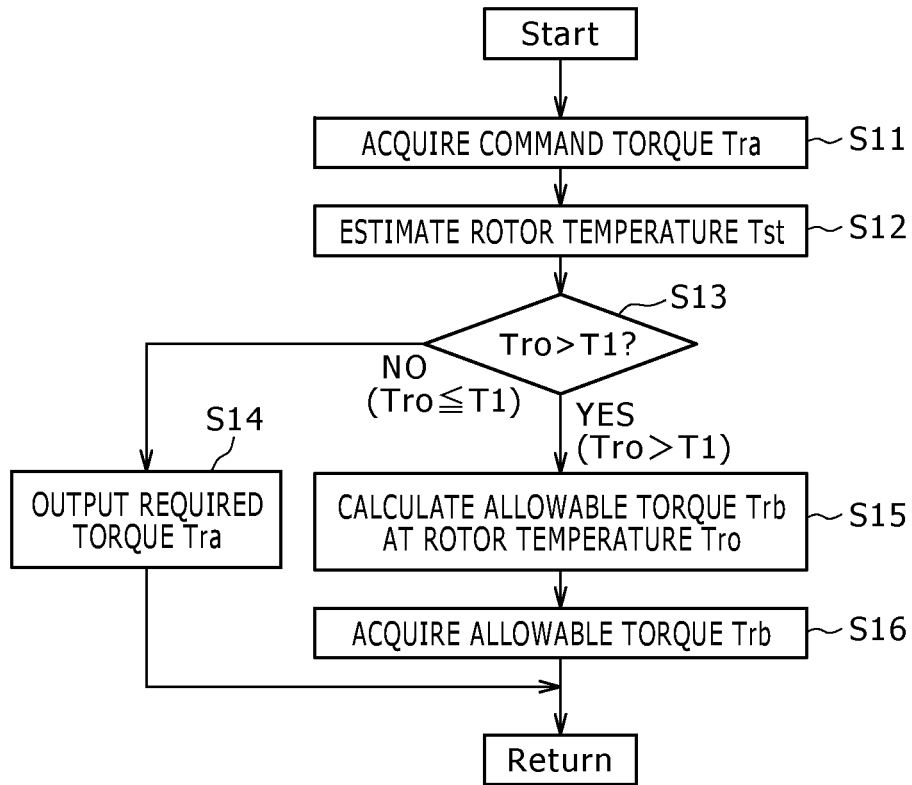 Start
ACQUIRE COMMAND TORQUE Tra
S11
ESTIMATE ROTOR TEMPERATURE Tst
S12
S13
Tro>T1?
NO
(Tro≦T1)
YES
(Tro>T1)
S14
OUTPUT REQUIRED
TORQUE Tra
CALCULATE ALLOWABLE TORQUE Trb
AT ROTOR TEMPERATURE Tro
S15
ACQUIRE ALLOWABLE TORQUE Trb
S16
Return